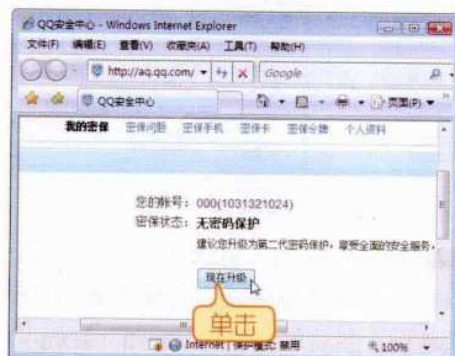 QQ安全中心 - Windows Internet Explorer
文件(F) 编辑(E) 查看(V) 收藏夹(A) 工具(T) 帮助(H)
http://aq.qq.com/ Google
QQ安全中心 页面(P)
我的密保 密保问题 密保手机 密保卡 密保令牌 个人资料
您的账号：000(1031321024)
密保状态：无密码保护
建议您升级为第二代密码保护，享受全面的安全服务，
现在升级
单击
Internet | 保护模式: 禁用 100%